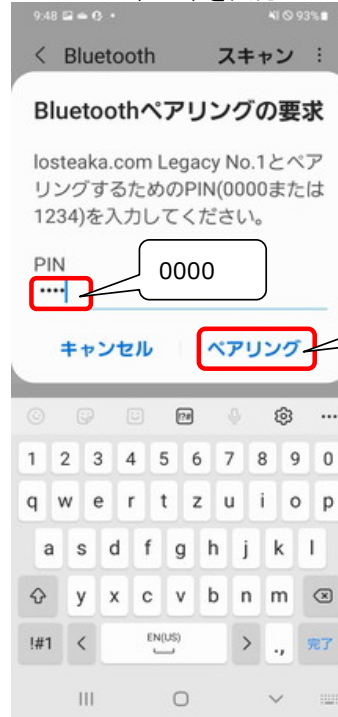 9:48 93%
< Bluetooth スキャン
Bluetoothペアリングの要求
losteaka.com Legacy No.1とペア
リングするためのPIN(0000または
1234)を入力してください。
PIN
••••
0000
キャンセル ペアリング
!?#
1 2 3 4 5 6 7 8 9 0
q w e r t z u i o p
a s d f g h j k l
y x c v b n m
!#1 < EN(US) > ., 完了